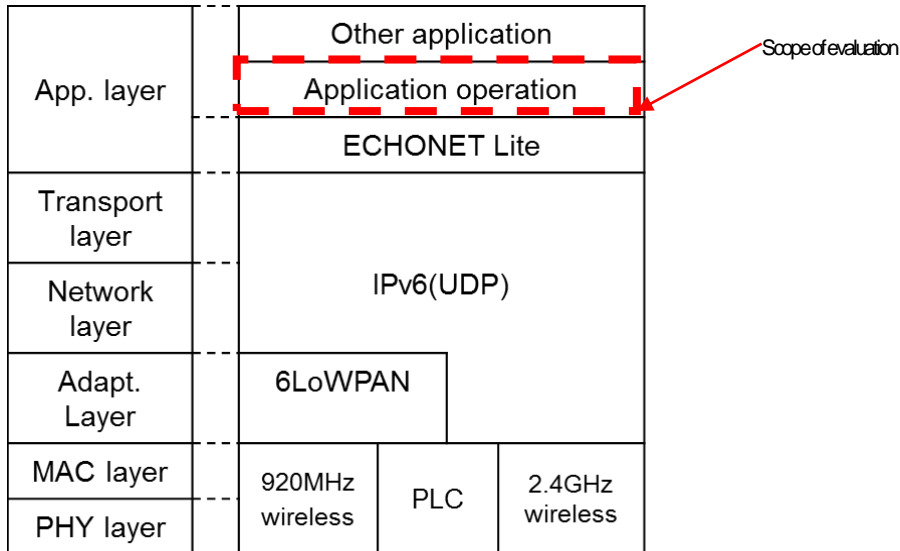 Other application
Scope of evaluation
App. layer
Application operation
ECHONET Lite
Transport
layer
IPv6(UDP)
Network
layer
Adapt.
Layer
6LoWPAN
MAC layer
920MHz
wireless
PLC
2.4GHz
wireless
PHY layer